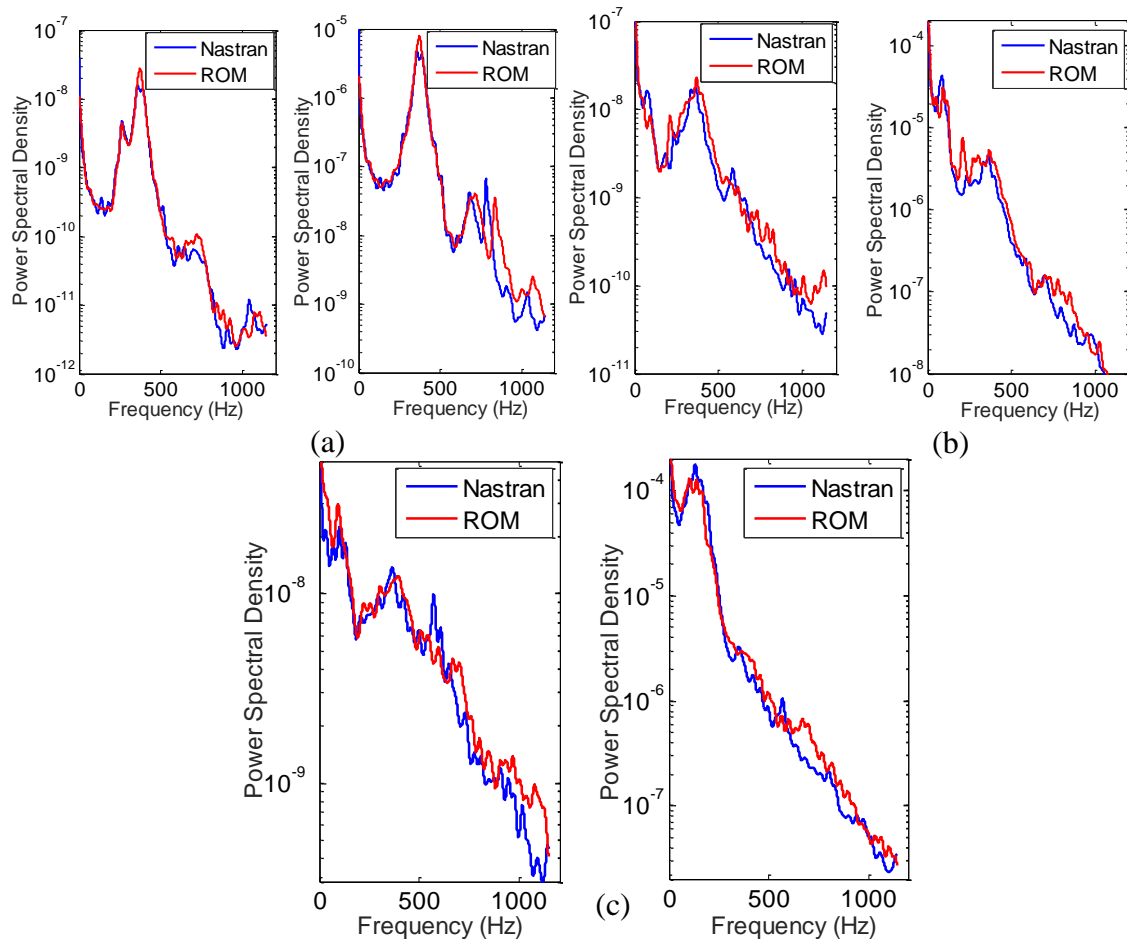 10^-7
10^-8
10^-9
10^-10
10^-11
10^-12
Power Spectral Density
Nastran
ROM
0 500 1000
Frequency (Hz)
10^-5
10^-6
10^-7
10^-8
10^-9
10^-10
Power Spectral Density
Nastran
ROM
0 500 1000
Frequency (Hz)
(a)
10^-7
10^-8
10^-9
10^-10
10^-11
Power Spectral Density
Nastran
ROM
0 500 1000
Frequency (Hz)
10^-4
10^-5
10^-6
10^-7
10^-8
Power Spectral Density
Nastran
ROM
0 500 1000
Frequency (Hz)
(b)
10^-8
10^-9
Power Spectral Density
Nastran
ROM
0 500 1000
Frequency (Hz)
(c)
10^-4
10^-5
10^-6
10^-7
Power Spectral Density
Nastran
ROM
0 500 1000
Frequency (Hz)